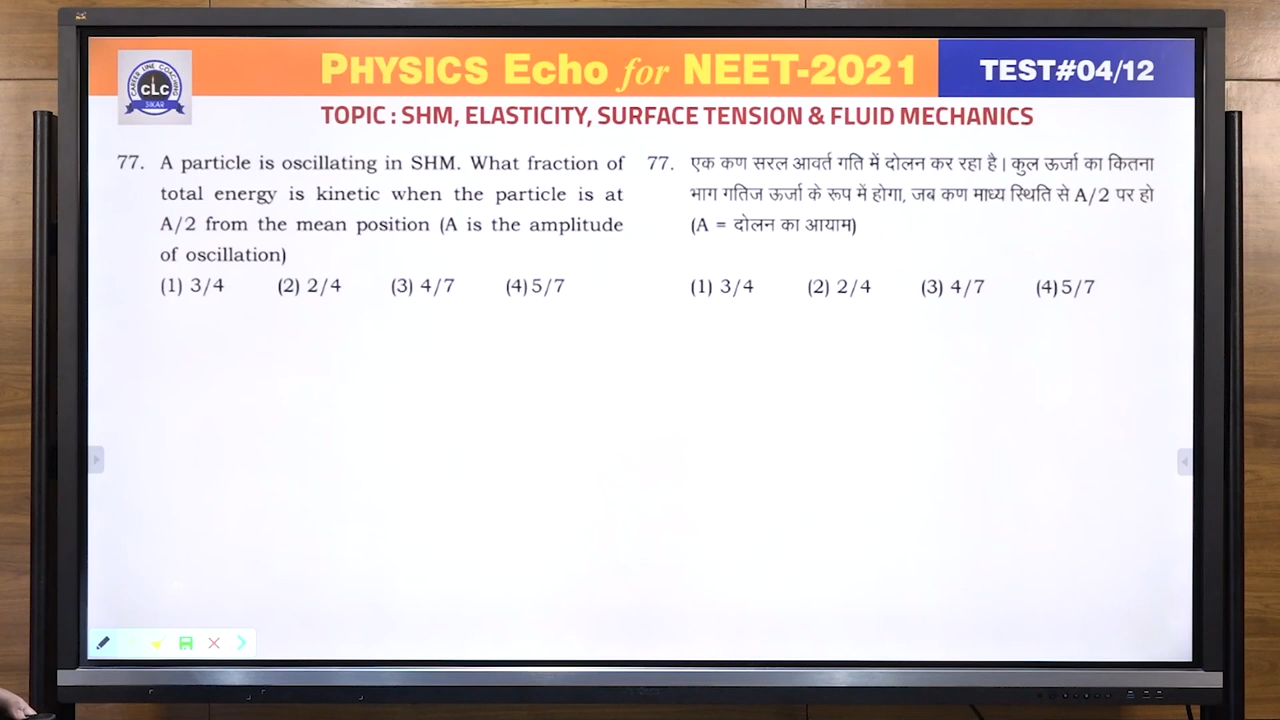 PHYSICS Echo for NEET-2021
TEST#04/12
CAREER LINE COACHING
CLC
SIKAR
TOPIC : SHM, ELASTICITY, SURFACE TENSION & FLUID MECHANICS
77. A particle is oscillating in SHM. What fraction of
total energy is kinetic when the particle is at
A/2 from the mean position (A is the amplitude
of oscillation)
(1) 3/4 (2) 2/4 (3) 4/7 (4) 5/7
77. एक कण सरल आवर्त गति में दोलन कर रहा है। कुल ऊर्जा का कितना
भाग गतिज ऊर्जा के रूप में होगा, जब कण माध्य स्थिति से A/2 पर हो
(A = दोलन का आयाम)
(1) 3/4 (2) 2/4 (3) 4/7 (4) 5/7